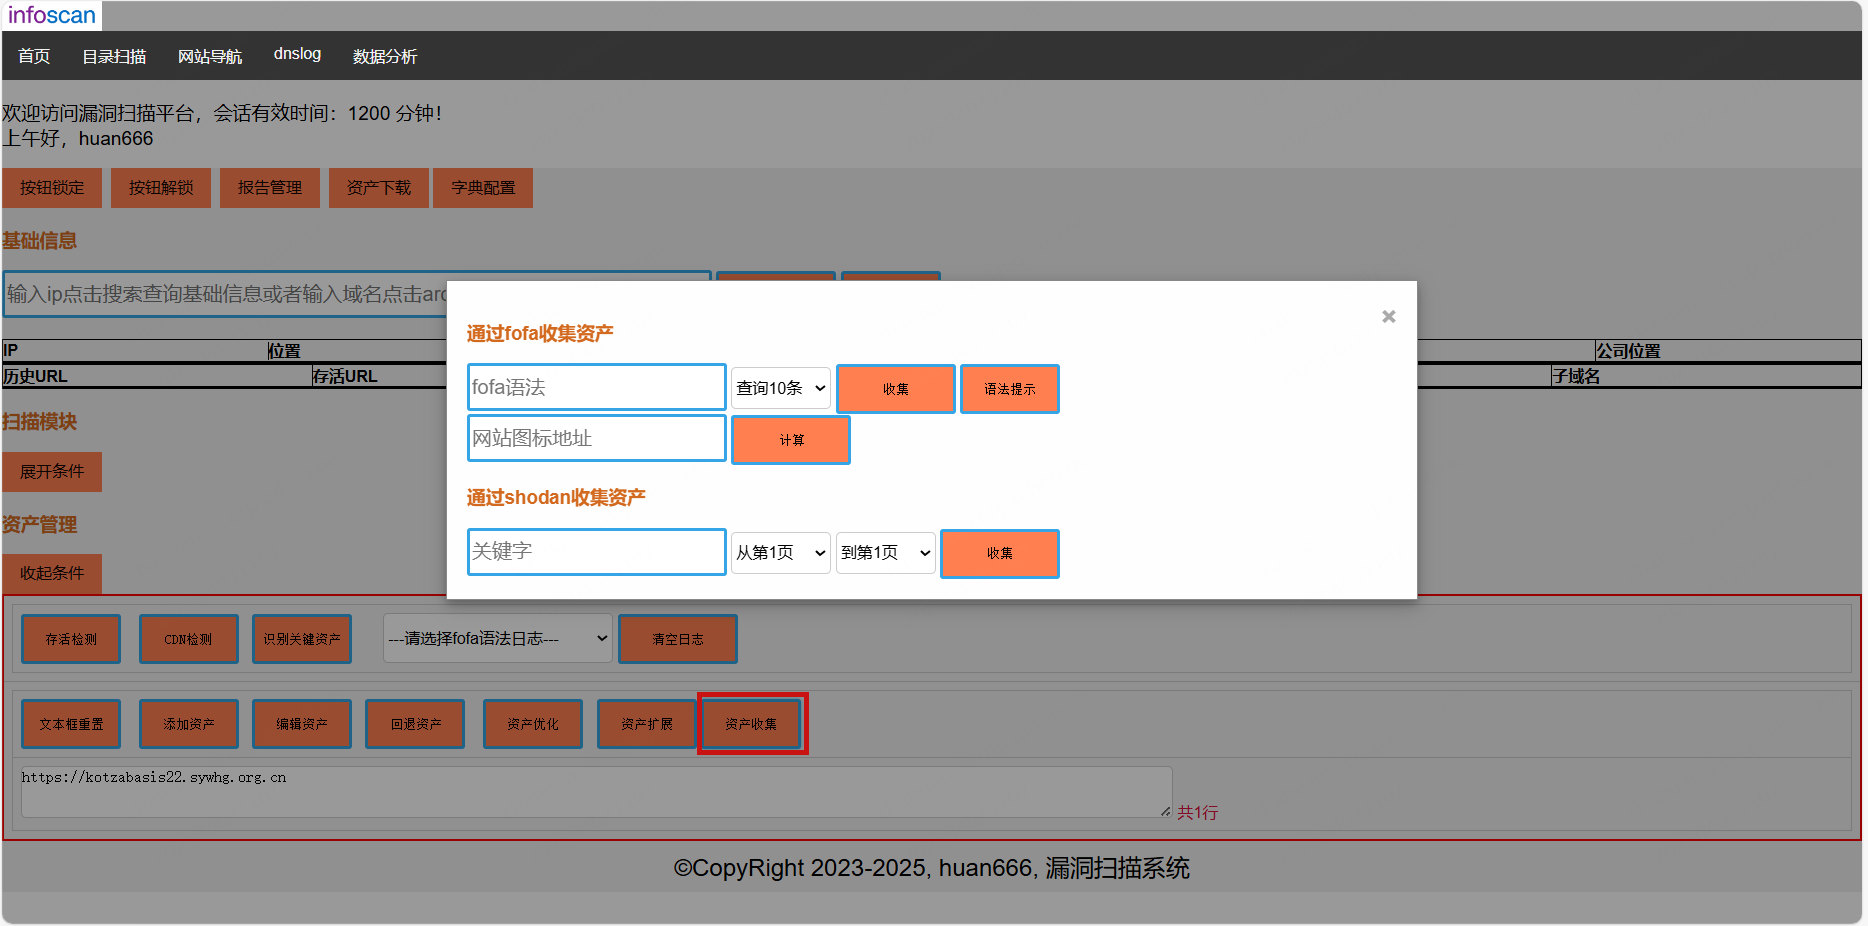 infoscan
首页 目录扫描 网站导航 dnslog 数据分析
欢迎访问漏洞扫描平台，会话有效时间：1200 分钟！
上午好，huan666
按钮锁定 按钮解锁 报告管理 资产下载 字典配置
基础信息
输入ip点击搜索查询基础信息或者输入域名点击arc
IP 位置 公司位置
历史URL 存活URL 子域名
扫描模块
展开条件
资产管理
收起条件
×
通过fofa收集资产
fofa语法 查询10条 收集 语法提示
网站图标地址 计算
通过shodan收集资产
关键字 从第1页 到第1页 收集
存活检测 CDN检测 识别关键资产 ---请选择fofa语法日志--- 清空日志
文本框重置 添加资产 编辑资产 回退资产 资产优化 资产扩展 资产收集
https://kotzabasis22.sywhg.org.cn
共1行
©CopyRight 2023-2025, huan666, 漏洞扫描系统